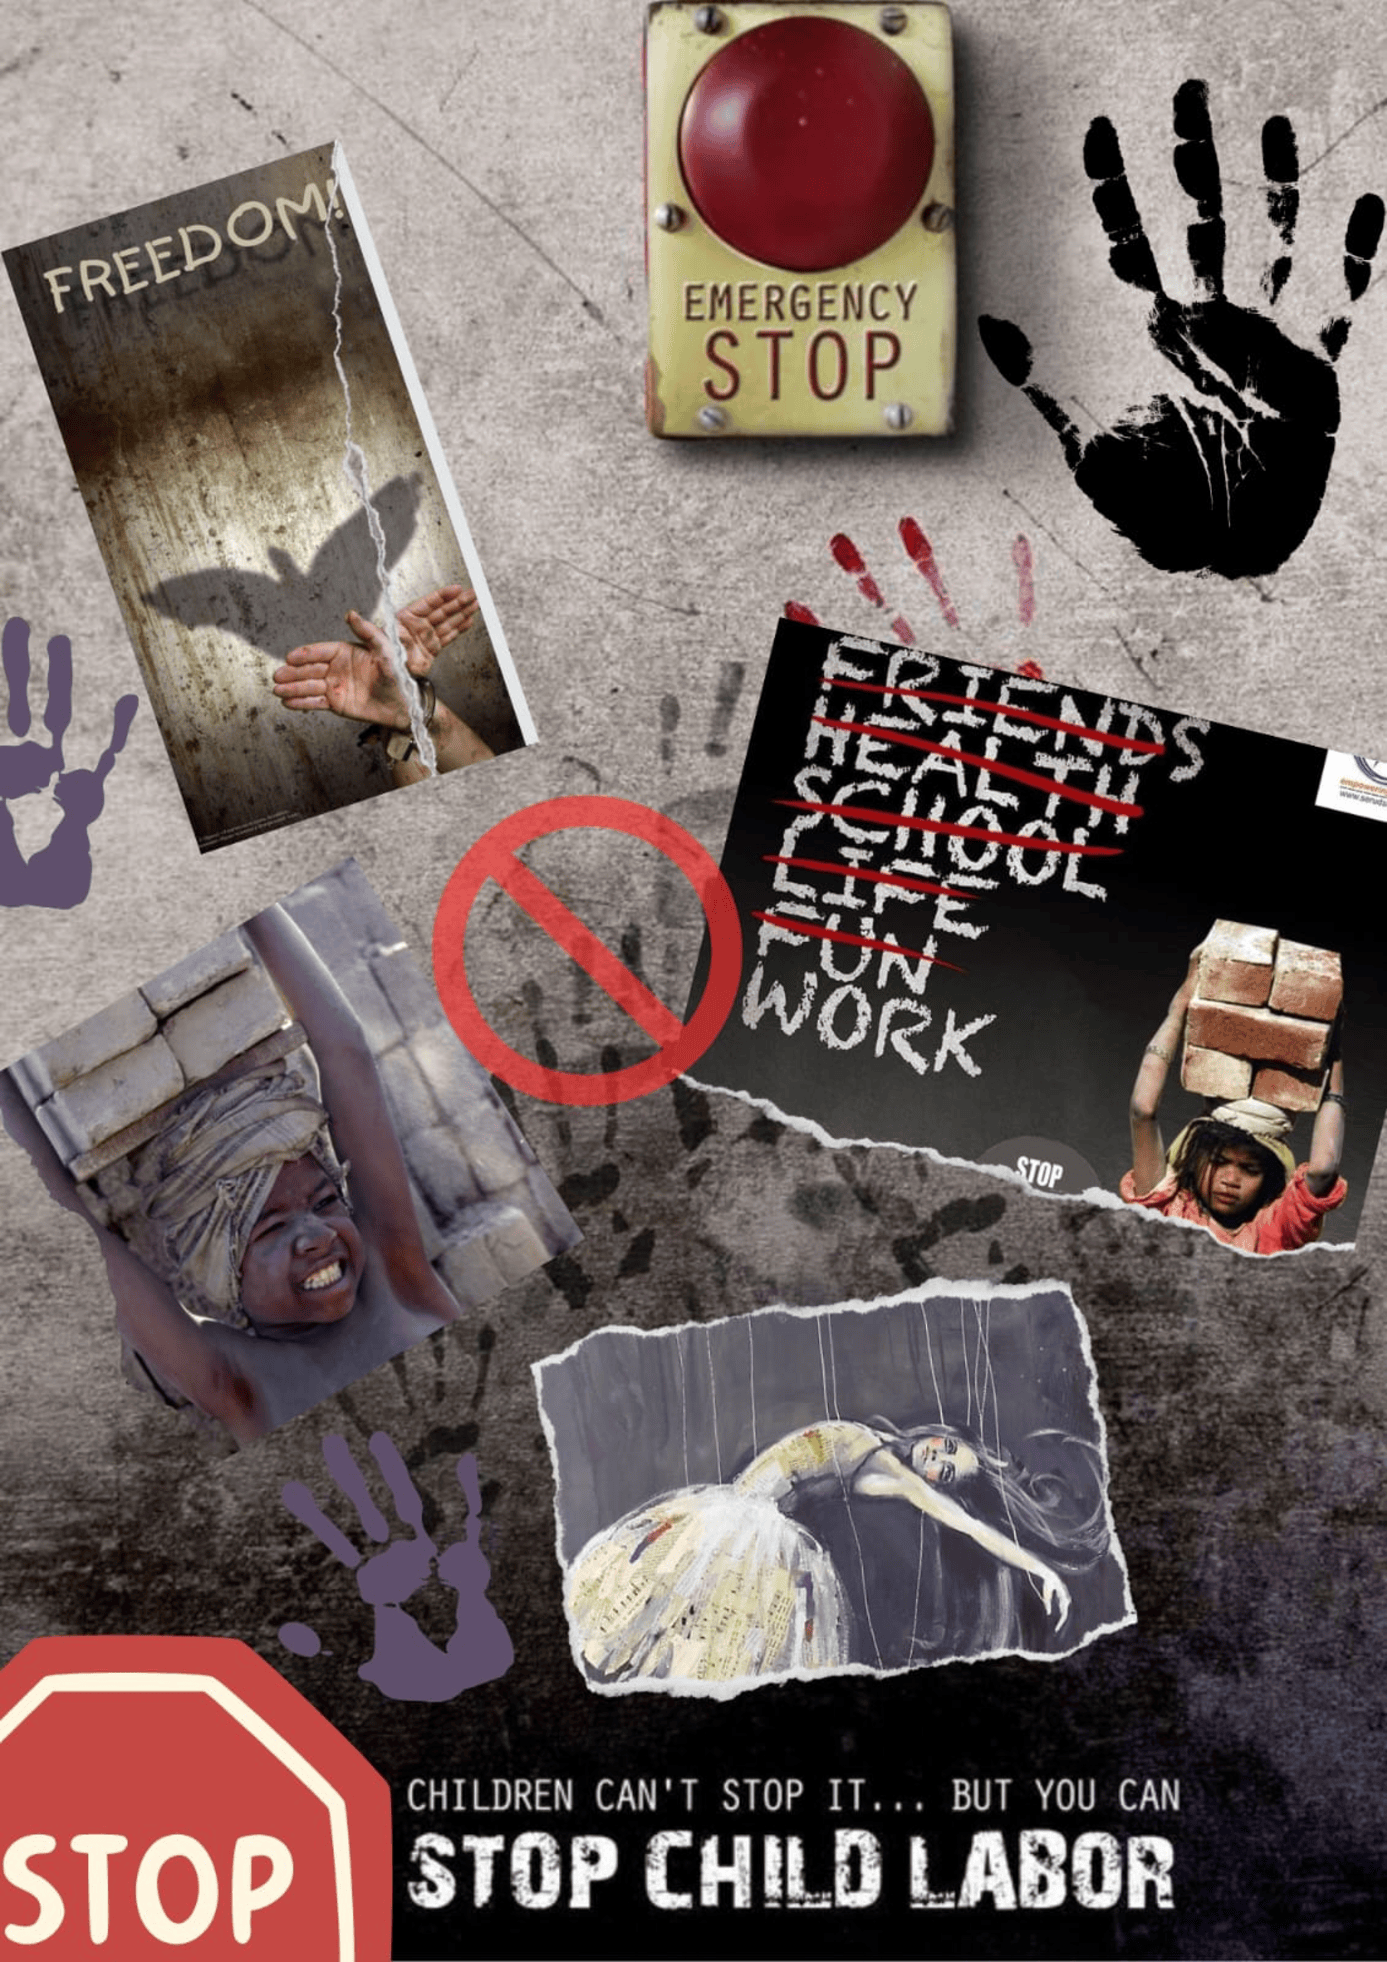 EMERGENCY
STOP
FREEDOM!
FRIENDS
HEALTH
SCHOOL
LIFE
FUN
WORK
STOP
STOP
CHILDREN CAN'T STOP IT... BUT YOU CAN
STOP CHILD LABOR